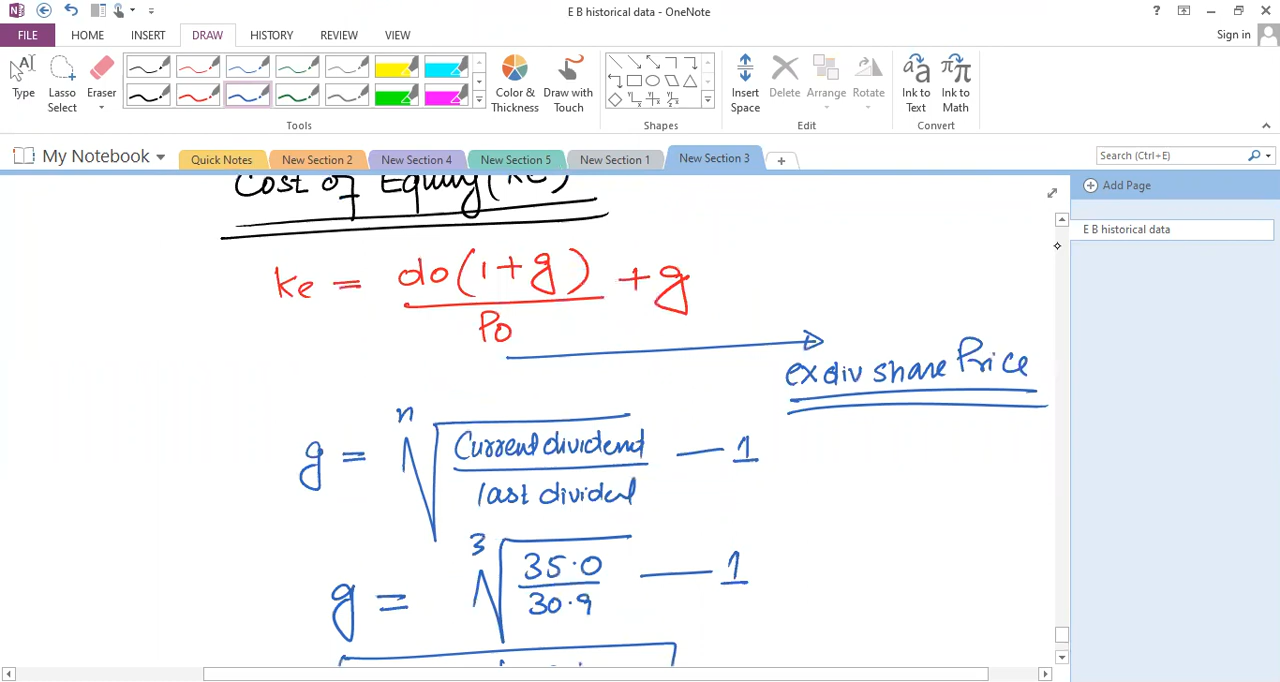 E B historical data - OneNote
FILE HOME INSERT DRAW HISTORY REVIEW VIEW
Sign in
Type
Lasso Select
Eraser
Color & Thickness
Draw with Touch
Insert Space
Delete
Arrange
Rotate
Ink to Text
Ink to Math
Tools
Shapes
Edit
Convert
My Notebook
Quick Notes New Section 2 New Section 4 New Section 5 New Section 1 New Section 3
Search (Ctrl+E)
Add Page
E B historical data
Cost of Equity (Ke)
Ke = do(1+g) / Po + g
ex div share Price
g = n√(Current dividend / last dividend) — 1
g = 3√(35.0 / 30.9) — 1